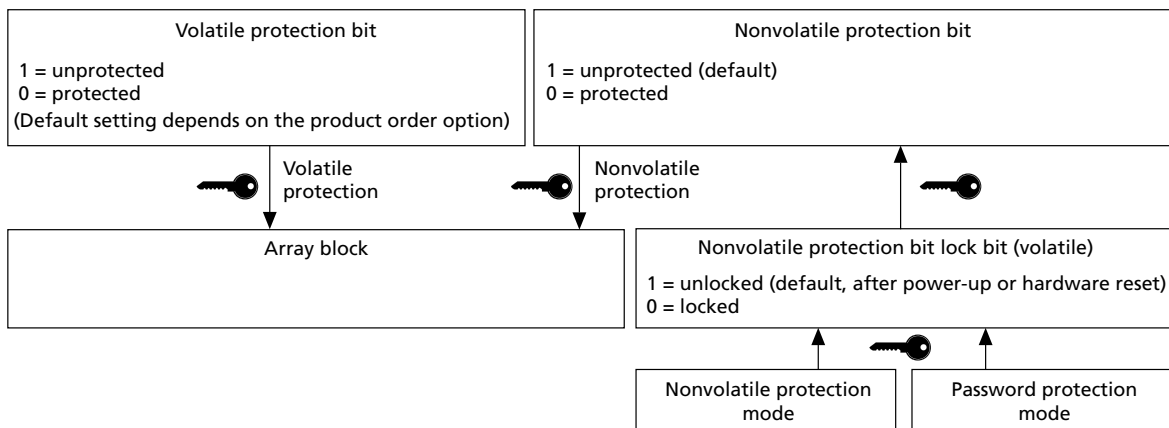 Volatile protection bit
1 = unprotected
0 = protected
(Default setting depends on the product order option)
Nonvolatile protection bit
1 = unprotected (default)
0 = protected
Volatile
protection
Nonvolatile
protection
Array block
Nonvolatile protection bit lock bit (volatile)
1 = unlocked (default, after power-up or hardware reset)
0 = locked
Nonvolatile protection
mode
Password protection
mode